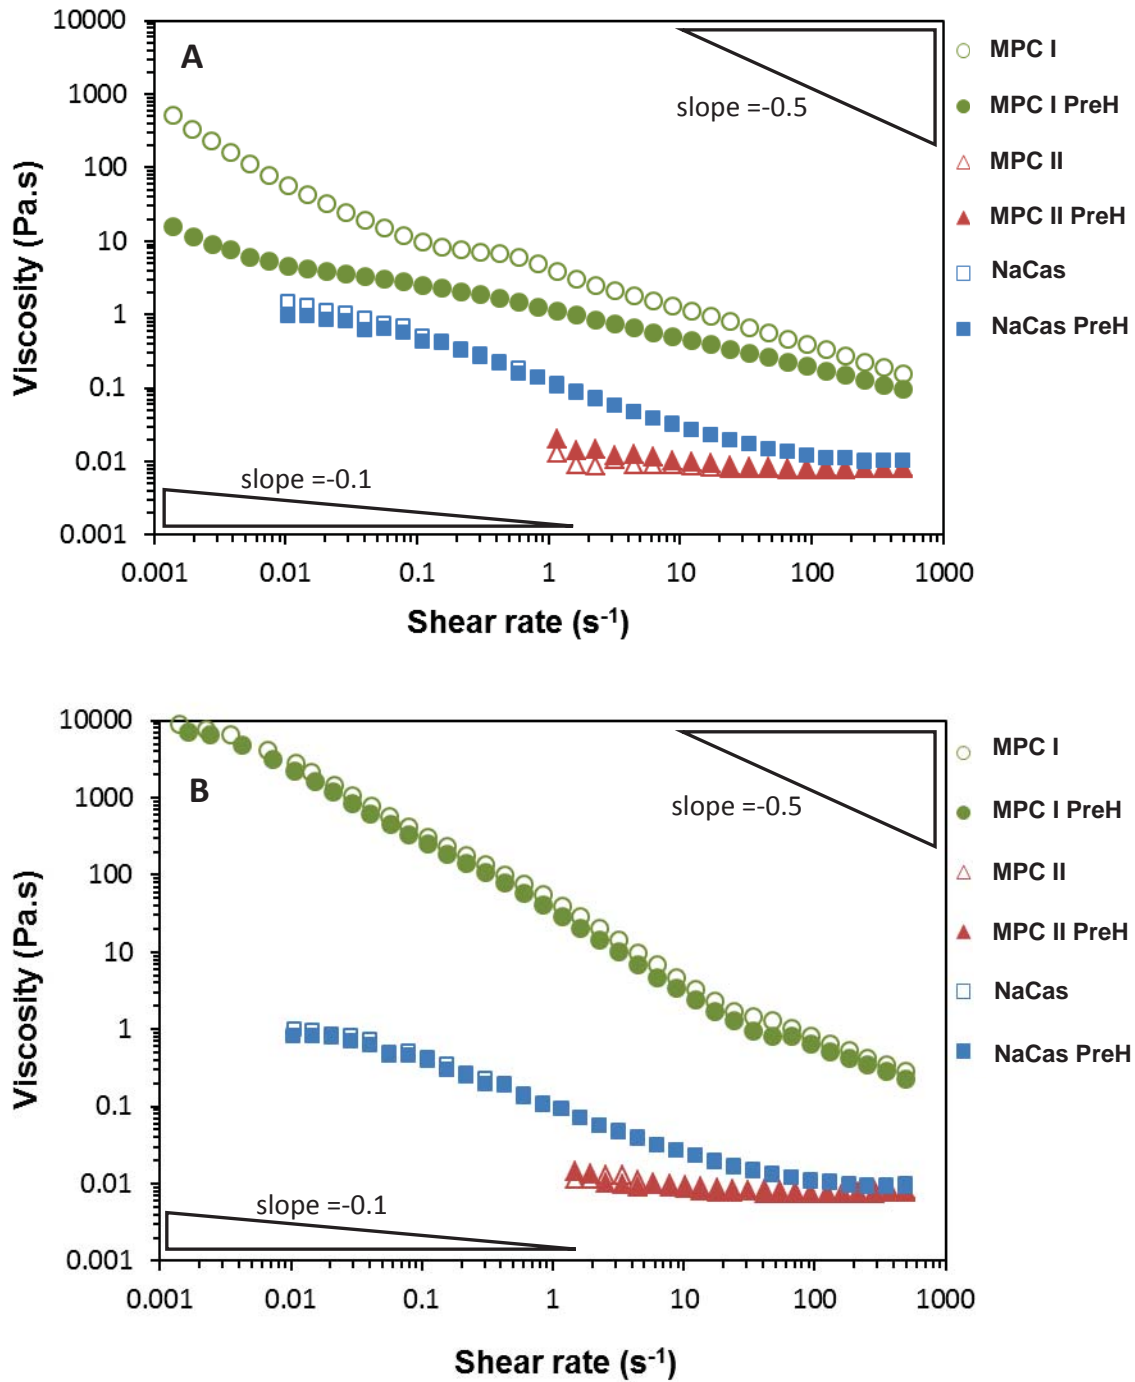 10000
1000
100
10
1
0.1
0.01
0.001
Viscosity (Pa.s)
A
slope =-0.5
slope =-0.1
0.001 0.01 0.1 1 10 100 1000
Shear rate (s⁻¹)
MPC I
MPC I PreH
MPC II
MPC II PreH
NaCas
NaCas PreH
10000
1000
100
10
1
0.1
0.01
0.001
Viscosity (Pa.s)
B
slope =-0.5
slope =-0.1
0.001 0.01 0.1 1 10 100 1000
Shear rate (s⁻¹)
MPC I
MPC I PreH
MPC II
MPC II PreH
NaCas
NaCas PreH